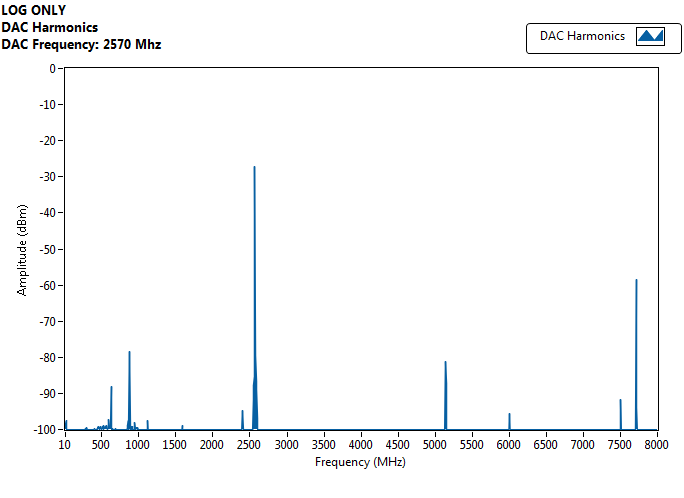 LOG ONLY
DAC Harmonics
DAC Frequency: 2570 Mhz
DAC Harmonics
0
-10
-20
-30
-40
-50
-60
-70
-80
-90
-100
Amplitude (dBm)
10 500 1000 1500 2000 2500 3000 3500 4000 4500 5000 5500 6000 6500 7000 7500 8000
Frequency (MHz)